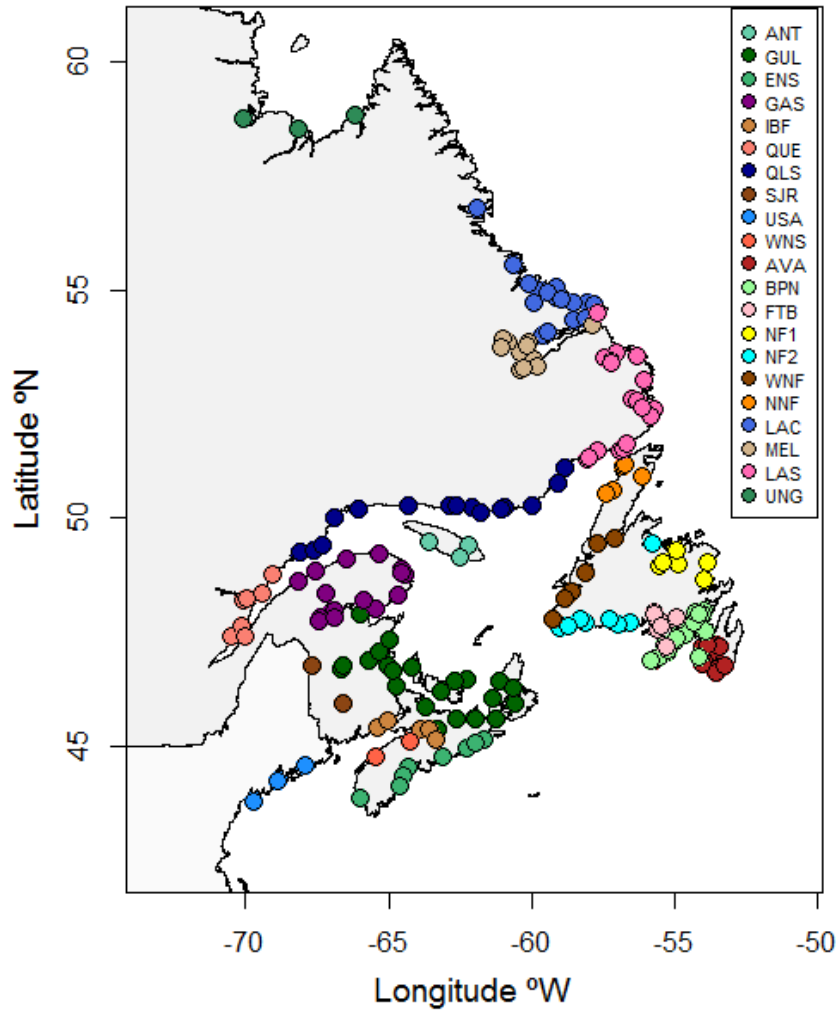 ANT
GUL
ENS
GAS
IBF
QUE
QLS
SJR
USA
WNS
AVA
BPN
FTB
NF1
NF2
WNF
NNF
LAC
MEL
LAS
UNG
60
55
50
45
Latitude ºN
-70 -65 -60 -55 -50
Longitude ºW